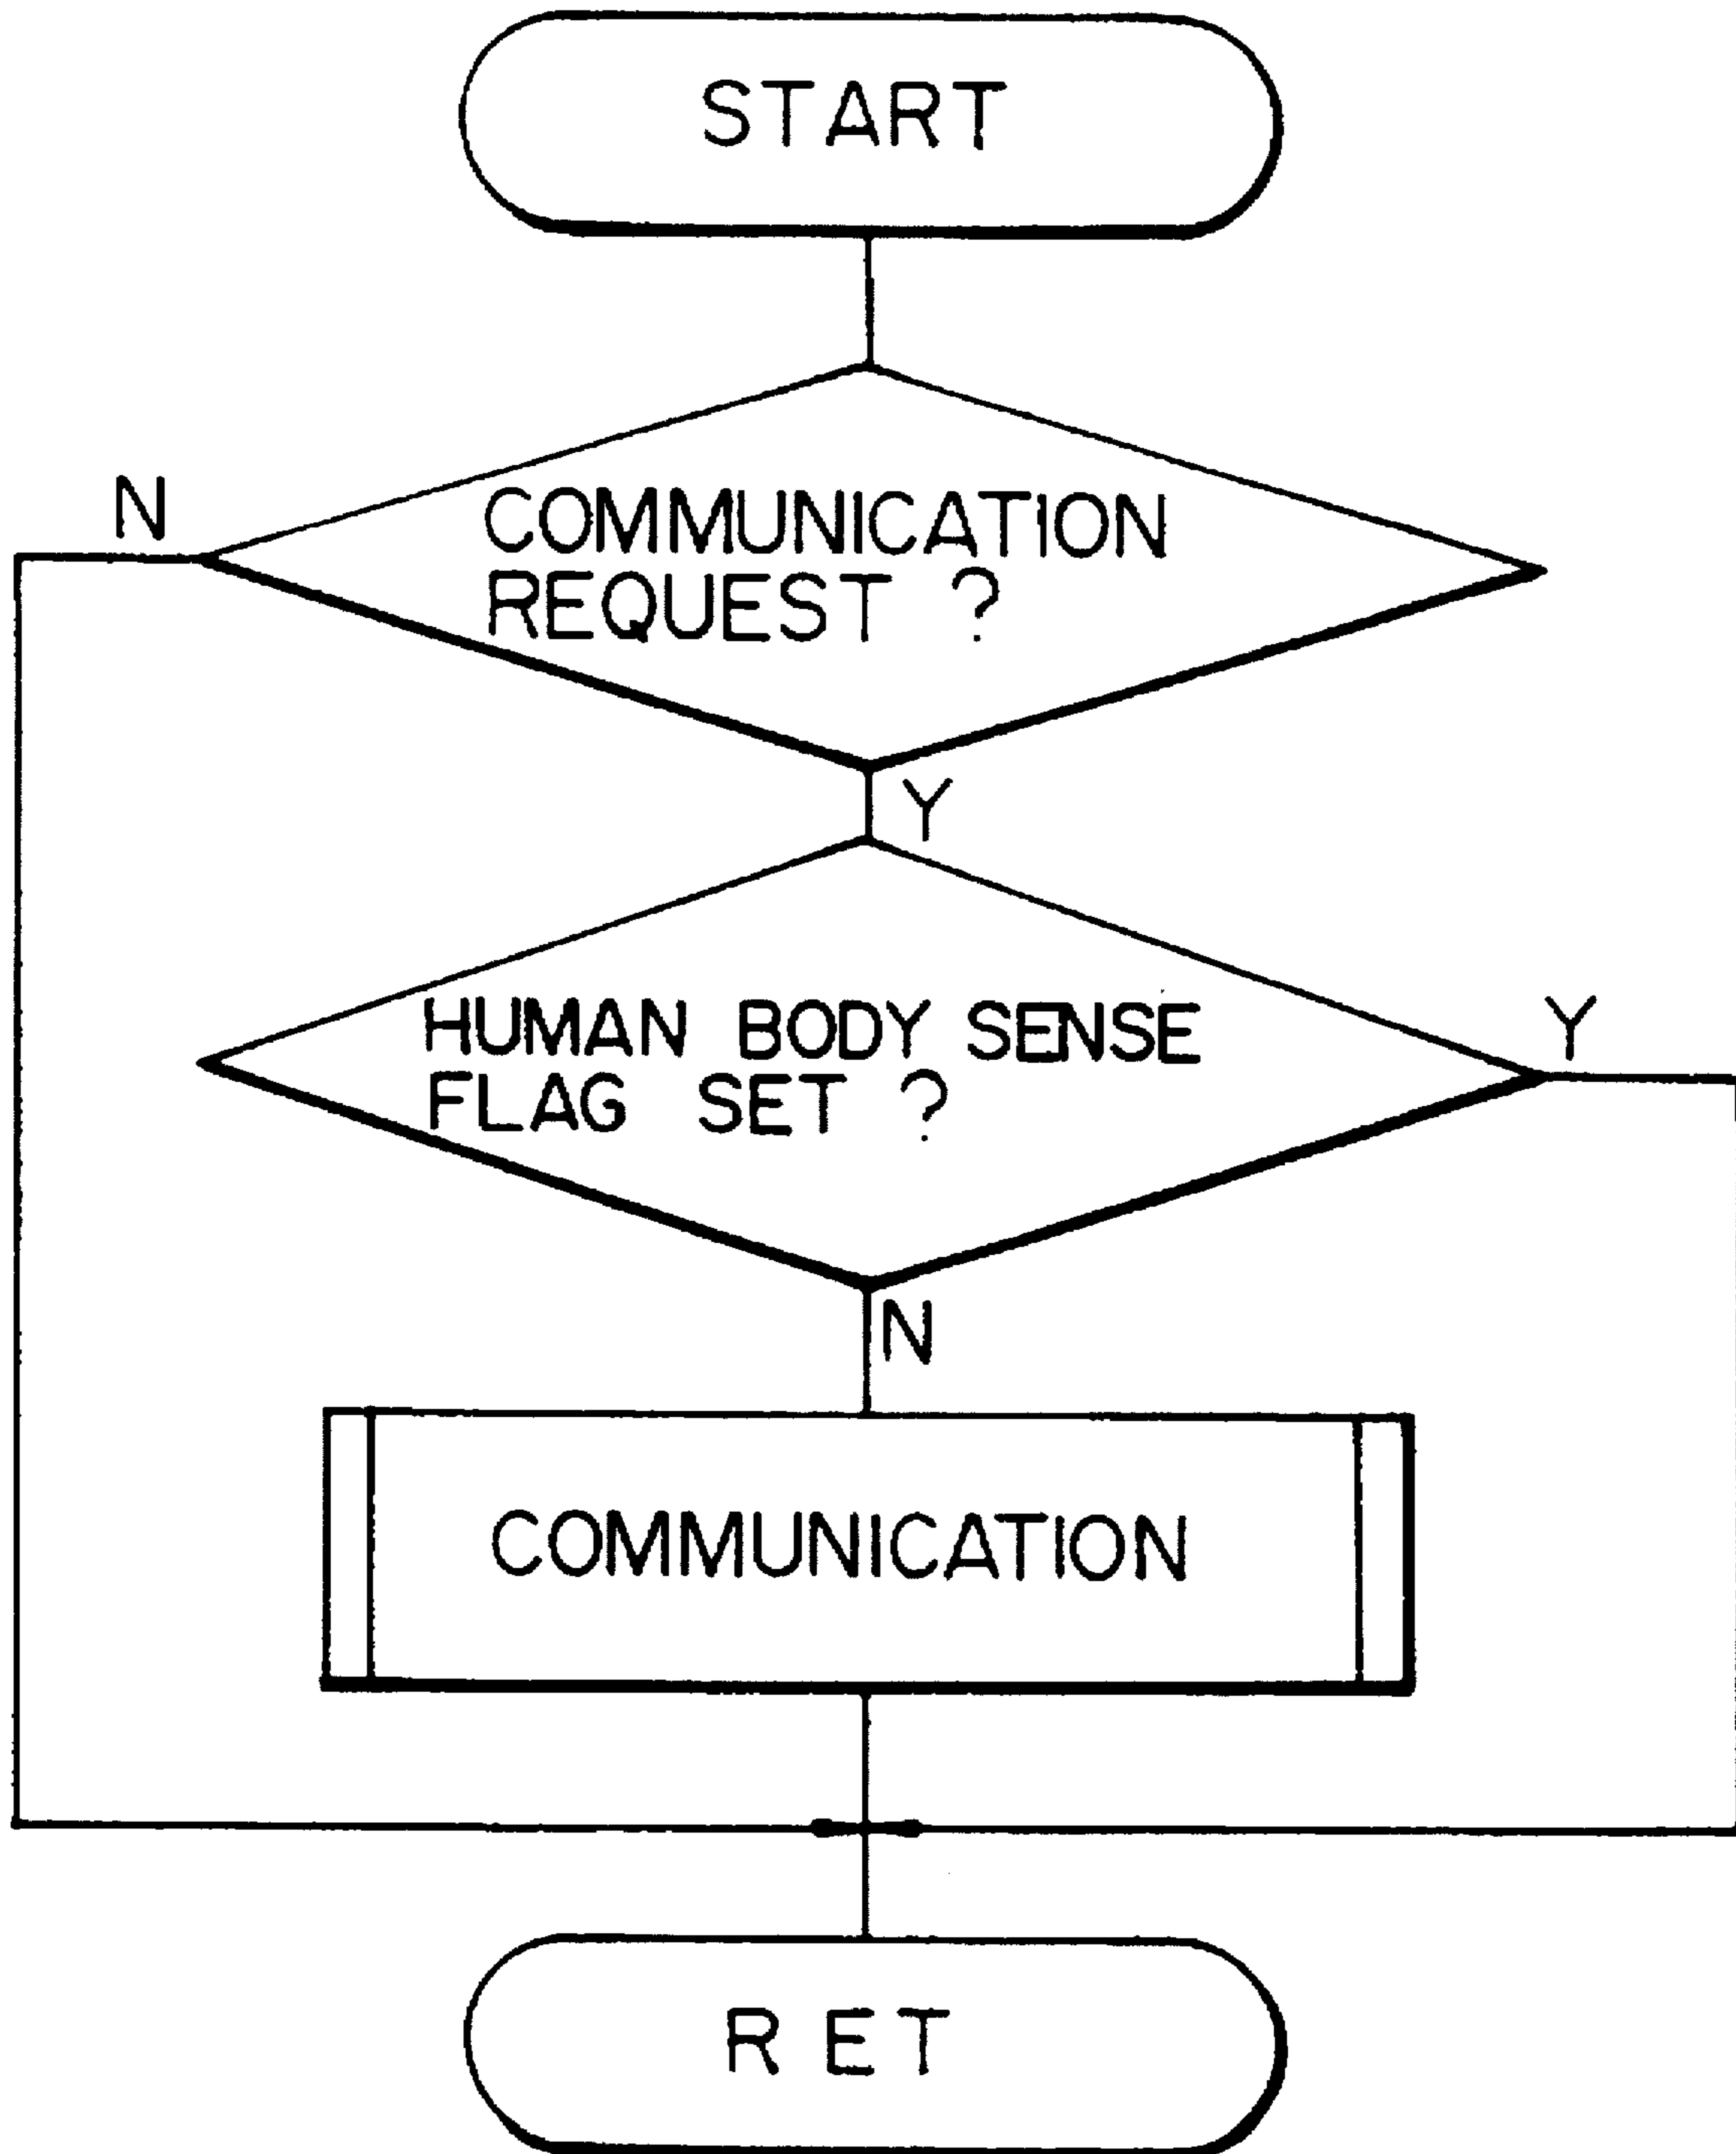 START
N
COMMUNICATION
REQUEST ?
Y
HUMAN BODY SENSE
FLAG SET ?
Y
N
COMMUNICATION
RET